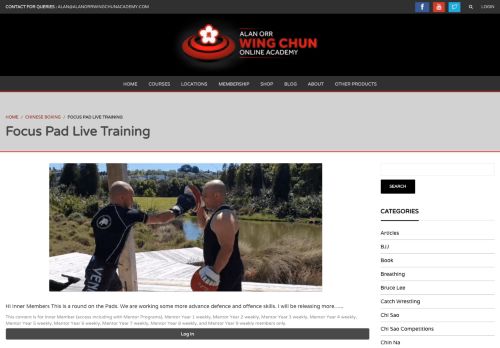 CONTACT FOR QUERIES : ALAN@ALANORRWINGCHUNACADEMY.COM
LOGIN
ALAN ORR
WING CHUN
ONLINE ACADEMY
HOME COURSES LOCATIONS MEMBERSHIP SHOP BLOG ABOUT OTHER PRODUCTS
HOME / CHINESE BOXING / FOCUS PAD LIVE TRAINING
Focus Pad Live Training
SEARCH
CATEGORIES
Articles
BJJ
Book
Breathing
Bruce Lee
Catch Wrestling
Chi Sao
Chi Sao Competitions
Chin Na
VENUM
Hi Inner Members This is a round on the Pads. We are working some more advance defence and offence skills. I will be releasing more......
This content is for Inner Member (access including with Mentor Programs), Mentor Year 1 weekly, Mentor Year 2 weekly, Mentor Year 3 weekly, Mentor Year 4 weekly,
Mentor Year 5 weekly, Mentor Year 6 weekly, Mentor Year 7 weekly, Mentor Year 8 weekly, and Mentor Year 9 weekly members only.
Log In